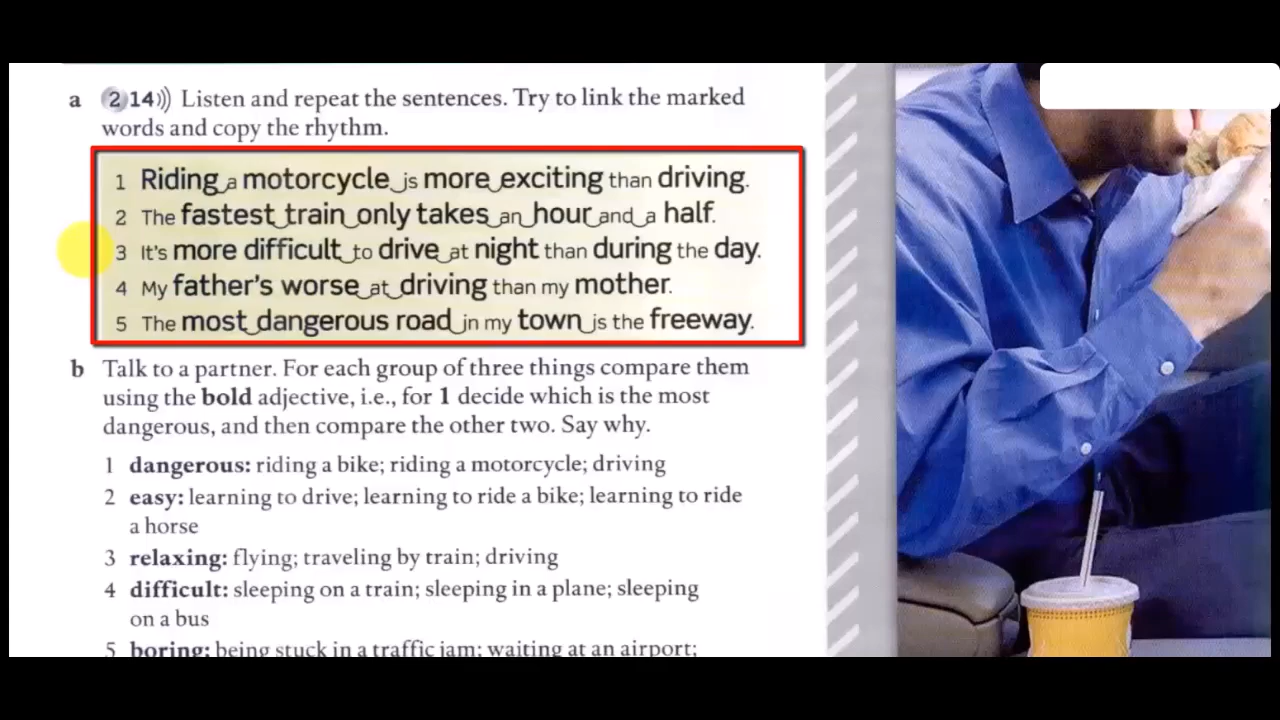 a 2 14))) Listen and repeat the sentences. Try to link the marked
words and copy the rhythm.
1 Riding a motorcycle is more exciting than driving.
2 The fastest train only takes an hour and a half.
3 It's more difficult to drive at night than during the day.
4 My father's worse at driving than my mother.
5 The most dangerous road in my town is the freeway.
b Talk to a partner. For each group of three things compare them
using the bold adjective, i.e., for 1 decide which is the most
dangerous, and then compare the other two. Say why.
1 dangerous: riding a bike; riding a motorcycle; driving
2 easy: learning to drive; learning to ride a bike; learning to ride
a horse
3 relaxing: flying; traveling by train; driving
4 difficult: sleeping on a train; sleeping in a plane; sleeping
on a bus
5 boring: being stuck in a traffic jam; waiting at an airport;